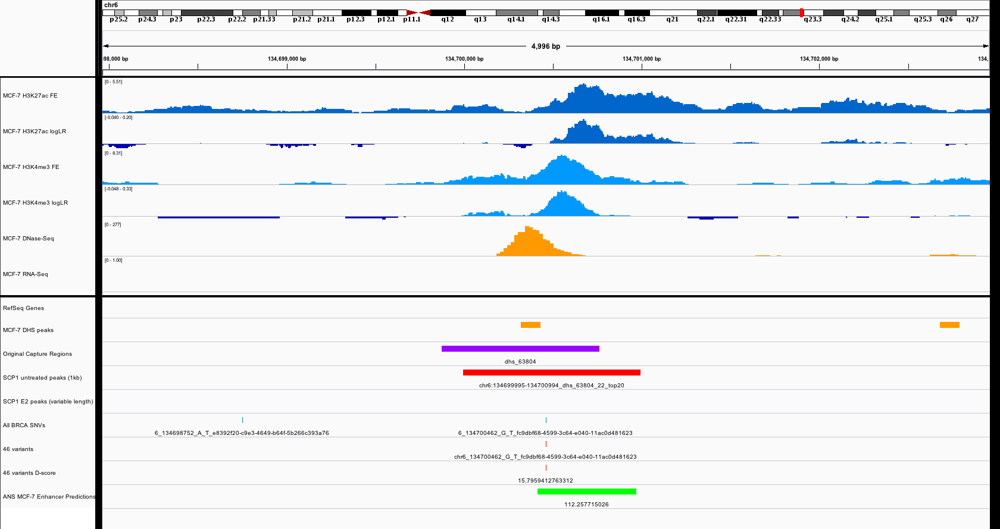 chr6
p25.2 p24.3 p23 p22.3 p22.2 p21.33 p21.2 p21.1 p12.3 p12.1 p11.1 q12 q13 q14.1 q14.3 q16.1 q16.3 q21 q22.1 q22.31 q22.33 q23.3 q24.2 q25.1 q25.3 q26 q27
4,996 bp
98,000 bp 134,699,000 bp 134,700,000 bp 134,701,000 bp 134,702,000 bp 134,
[0 - 5.51]
MCF-7 H3K27ac FE
[-0.040 - 0.20]
MCF-7 H3K27ac logLR
[0 - 8.31]
MCF-7 H3K4me3 FE
[-0.048 - 0.33]
MCF-7 H3K4me3 logLR
[0 - 277]
MCF-7 DNase-Seq
[0 - 1.00]
MCF-7 RNA-Seq
RefSeq Genes
MCF-7 DHS peaks
Original Capture Regions
dhs_63804
SCP1 untreated peaks (1kb)
chr6:134699995-134700994_dhs_63804_22_top20
SCP1 E2 peaks (variable length)
All BRCA SNVs
6_134698752_A_T_e8392f20-c9e3-4649-b64f-5b266c393a76 6_134700462_G_T_fc9dbf68-4599-3c64-e040-11ac0d481623
46 variants
chr6_134700462_G_T_fc9dbf68-4599-3c64-e040-11ac0d481623
46 variants D-score
15.7959412763312
ANS MCF-7 Enhancer Predictions
112.257715026